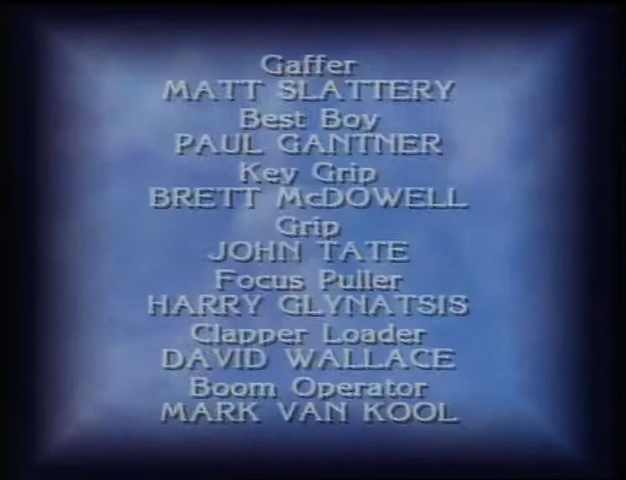 Gaffer
MATT SLATTERY
Best Boy
PAUL GANTNER
Key Grip
BRETT McDOWELL
Grip
JOHN TATE
Focus Puller
HARRY GLYNATSIS
Clapper Loader
DAVID WALLACE
Boom Operator
MARK VAN KOOL